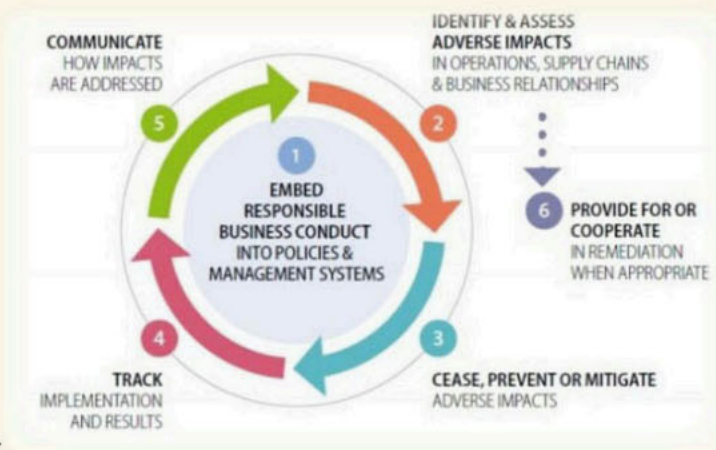 1
EMBED
RESPONSIBLE
BUSINESS CONDUCT
INTO POLICIES &
MANAGEMENT SYSTEMS
IDENTIFY & ASSESS
ADVERSE IMPACTS
IN OPERATIONS, SUPPLY CHAINS
& BUSINESS RELATIONSHIPS
2
3
CEASE, PREVENT OR MITIGATE
ADVERSE IMPACTS
4
TRACK
IMPLEMENTATION
AND RESULTS
5
COMMUNICATE
HOW IMPACTS
ARE ADDRESSED
6
PROVIDE FOR OR
COOPERATE
IN REMEDIATION
WHEN APPROPRIATE